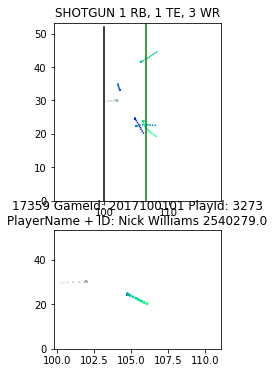 SHOTGUN 1 RB, 1 TE, 3 WR
50
40
30
20
10
0
100 110
17359 GameId: 2017100101 PlayId: 3273
PlayerName + ID: Nick Williams 2540279.0
40
20
0
100.0 102.5 105.0 107.5 110.0